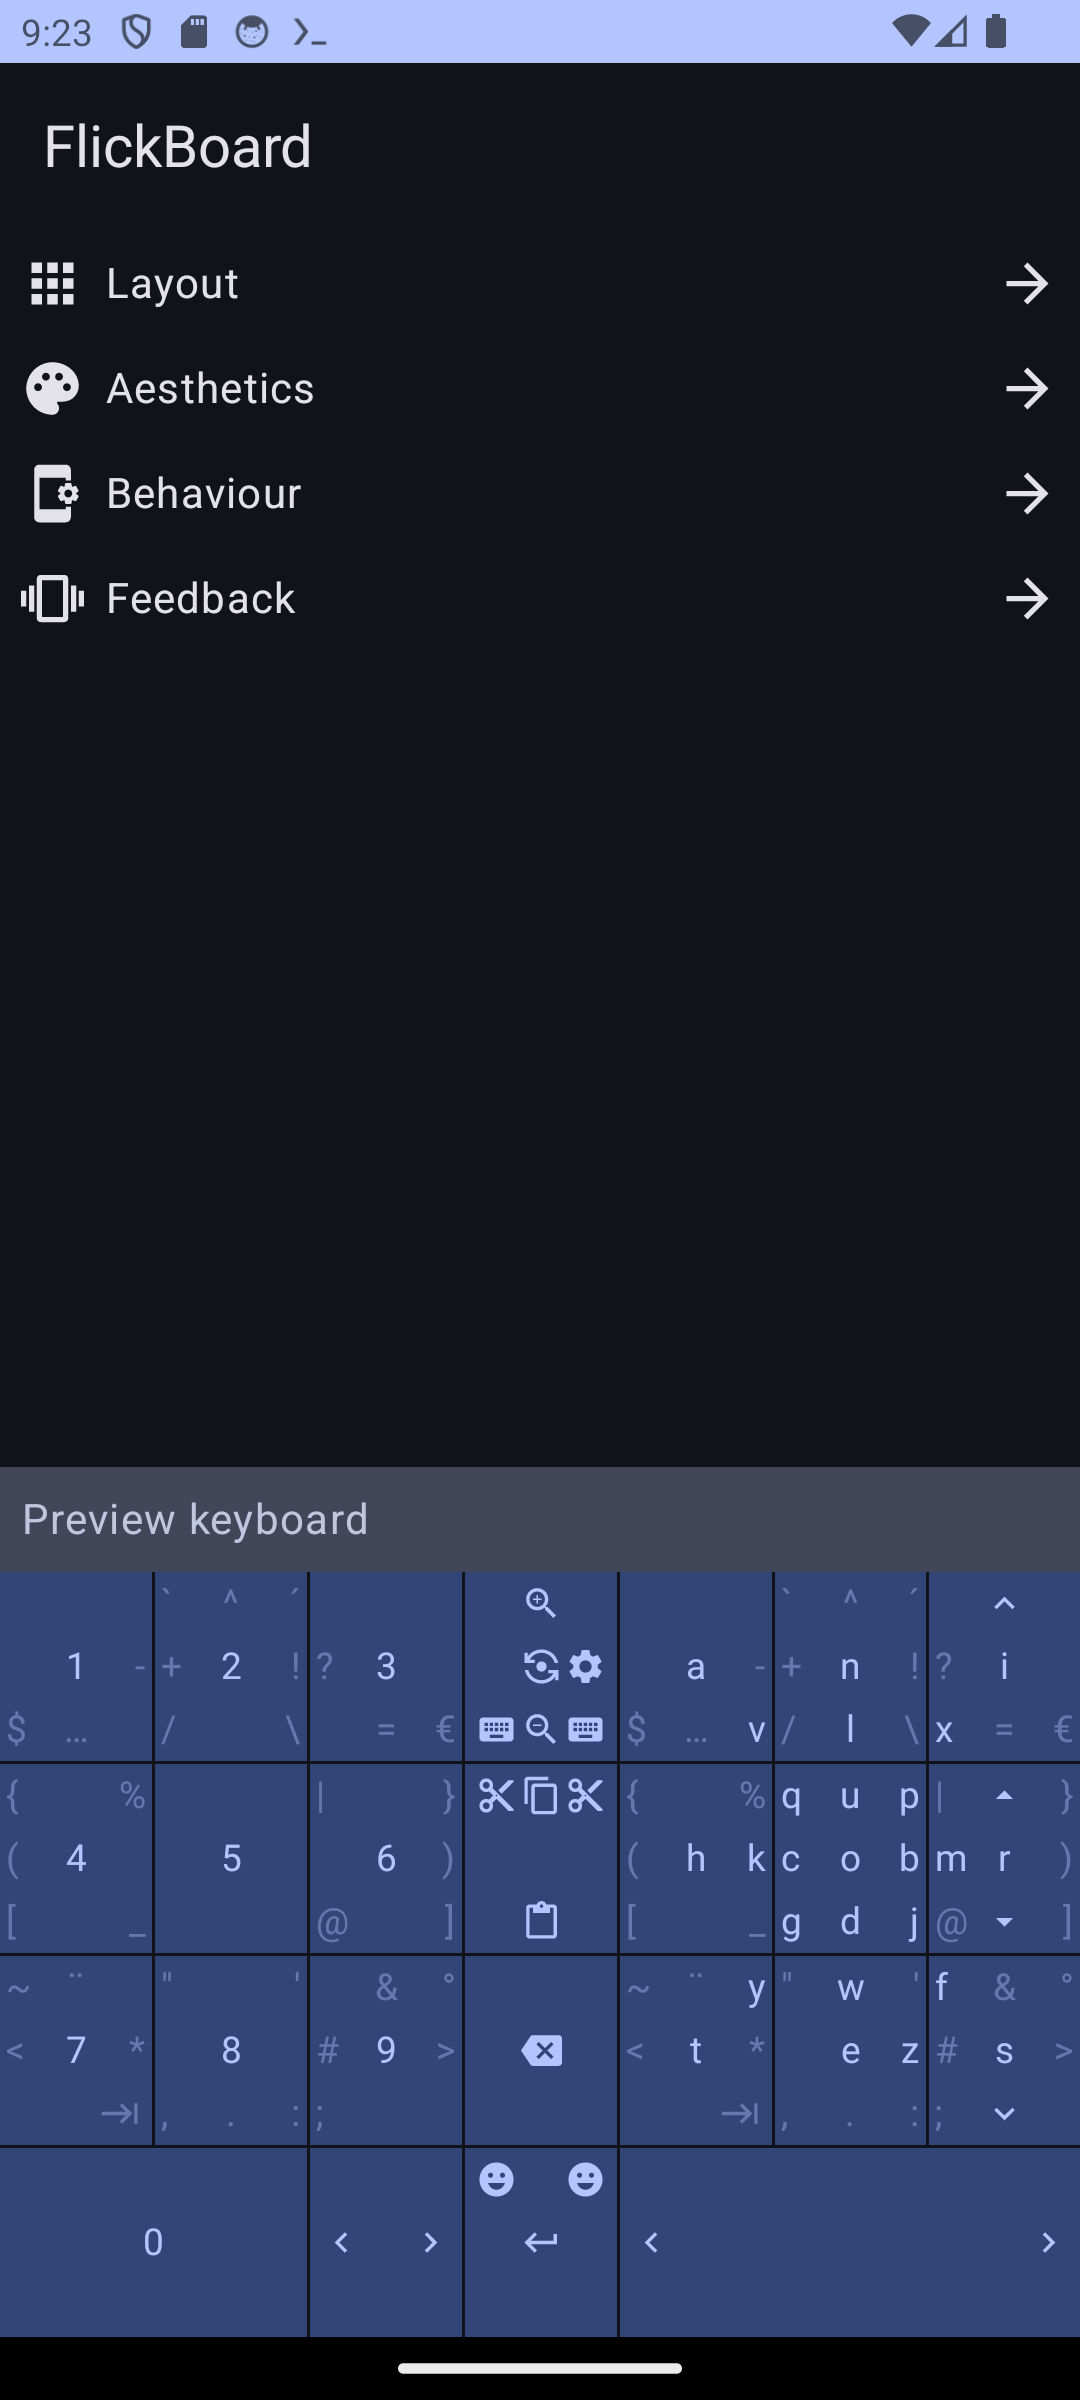 9:23
FlickBoard
Layout
Aesthetics
Behaviour
Feedback
Preview keyboard
` ^ ´ ` ^ ´
1 - + 2 ! ? 3 a - + n ! ? i
$ … / \ = € $ … v / l \ x = €
{ % | } { % q u p | }
( 4 5 6 ) ( h k c o b m r )
[ _ @ ] [ _ g d j @ ]
~ ¨ " ' & ° ~ ¨ y " w ' f & °
< 7 * 8 # 9 > < t * e z # s >
, . : ; , . : ;
0